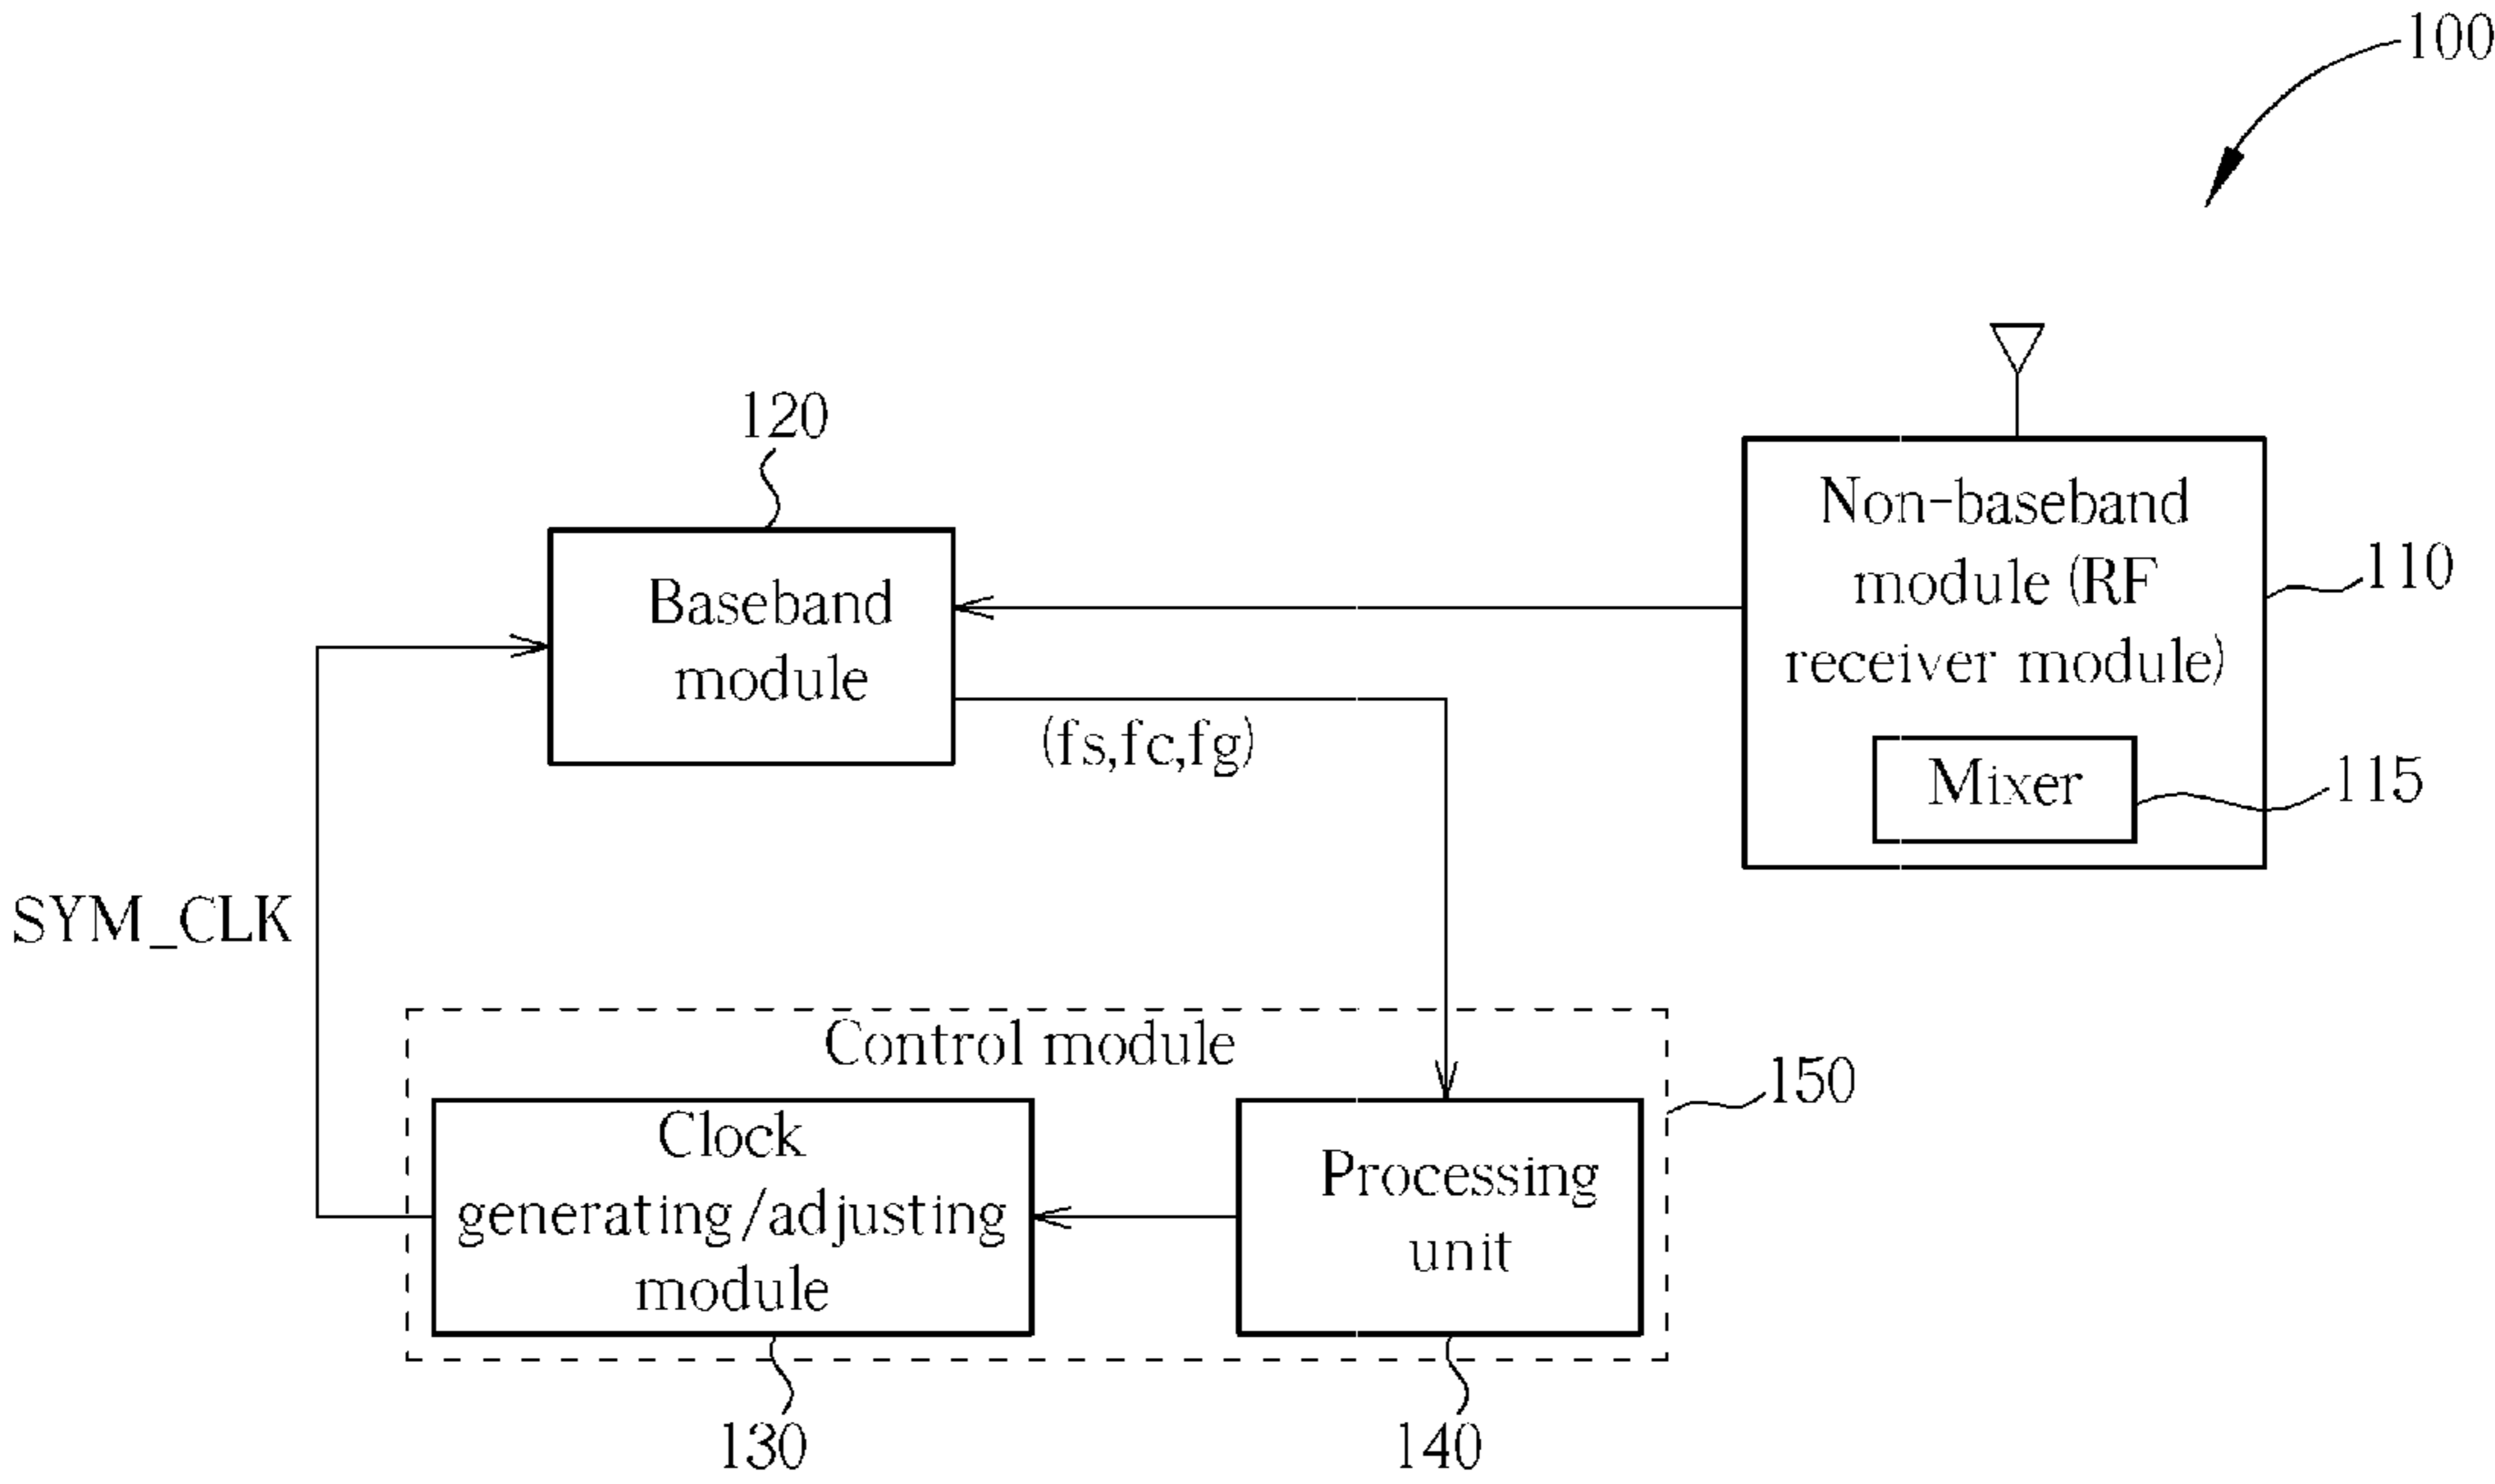 100
120
Non-baseband
module (RF
receiver module)
110
Baseband
module
(fs,fc,fg)
Mixer
115
SYM_CLK
Control module
150
Clock
generating/adjusting
module
Processing
unit
130
140